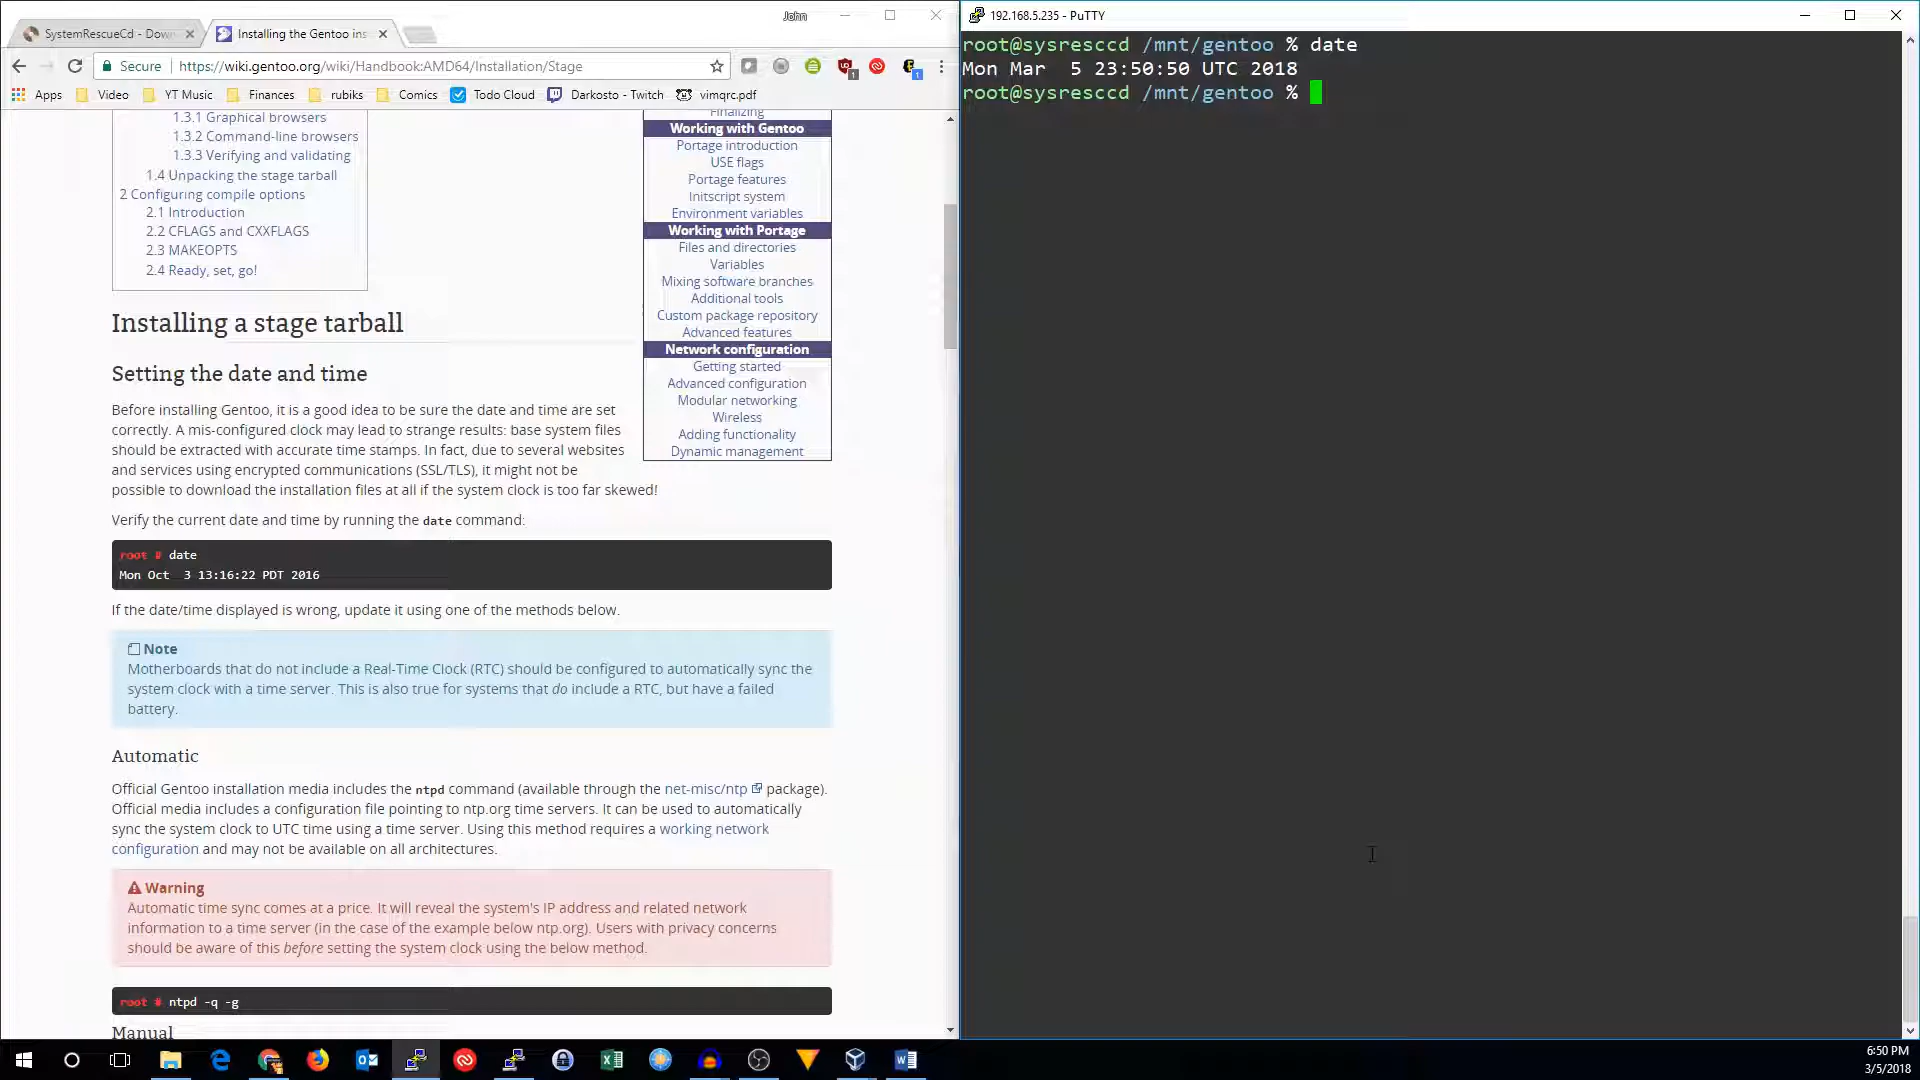 SystemRescueCd - Down
Installing the Gentoo ins
John
Secure
https://wiki.gentoo.org/wiki/Handbook:AMD64/Installation/Stage
1
1
Apps
Video
YT Music
Finances
rubiks
Comics
Todo Cloud
Darkosto - Twitch
vimqrc.pdf
1.3.1 Graphical browsers
1.3.2 Command-line browsers
1.3.3 Verifying and validating
1.4 Unpacking the stage tarball
2 Configuring compile options
2.1 Introduction
2.2 CFLAGS and CXXFLAGS
2.3 MAKEOPTS
2.4 Ready, set, go!
Finalizing
Working with Gentoo
Portage introduction
USE flags
Portage features
Initscript system
Environment variables
Working with Portage
Files and directories
Variables
Mixing software branches
Additional tools
Custom package repository
Advanced features
Network configuration
Getting started
Advanced configuration
Modular networking
Wireless
Adding functionality
Dynamic management
Installing a stage tarball
Setting the date and time
Before installing Gentoo, it is a good idea to be sure the date and time are set
correctly. A mis-configured clock may lead to strange results: base system files
should be extracted with accurate time stamps. In fact, due to several websites
and services using encrypted communications (SSL/TLS), it might not be
possible to download the installation files at all if the system clock is too far skewed!
Verify the current date and time by running the date command:
root # date
Mon Oct  3 13:16:22 PDT 2016
If the date/time displayed is wrong, update it using one of the methods below.
Note
Motherboards that do not include a Real-Time Clock (RTC) should be configured to automatically sync the
system clock with a time server. This is also true for systems that do include a RTC, but have a failed
battery.
Automatic
Official Gentoo installation media includes the ntpd command (available through the net-misc/ntp package).
Official media includes a configuration file pointing to ntp.org time servers. It can be used to automatically
sync the system clock to UTC time using a time server. Using this method requires a working network
configuration and may not be available on all architectures.
Warning
Automatic time sync comes at a price. It will reveal the system's IP address and related network
information to a time server (in the case of the example below ntp.org). Users with privacy concerns
should be aware of this before setting the system clock using the below method.
root # ntpd -q -g
Manual
192.168.5.235 - PuTTY
root@sysresccd /mnt/gentoo % date
Mon Mar  5 23:50:50 UTC 2018
root@sysresccd /mnt/gentoo %
6:50 PM
3/5/2018